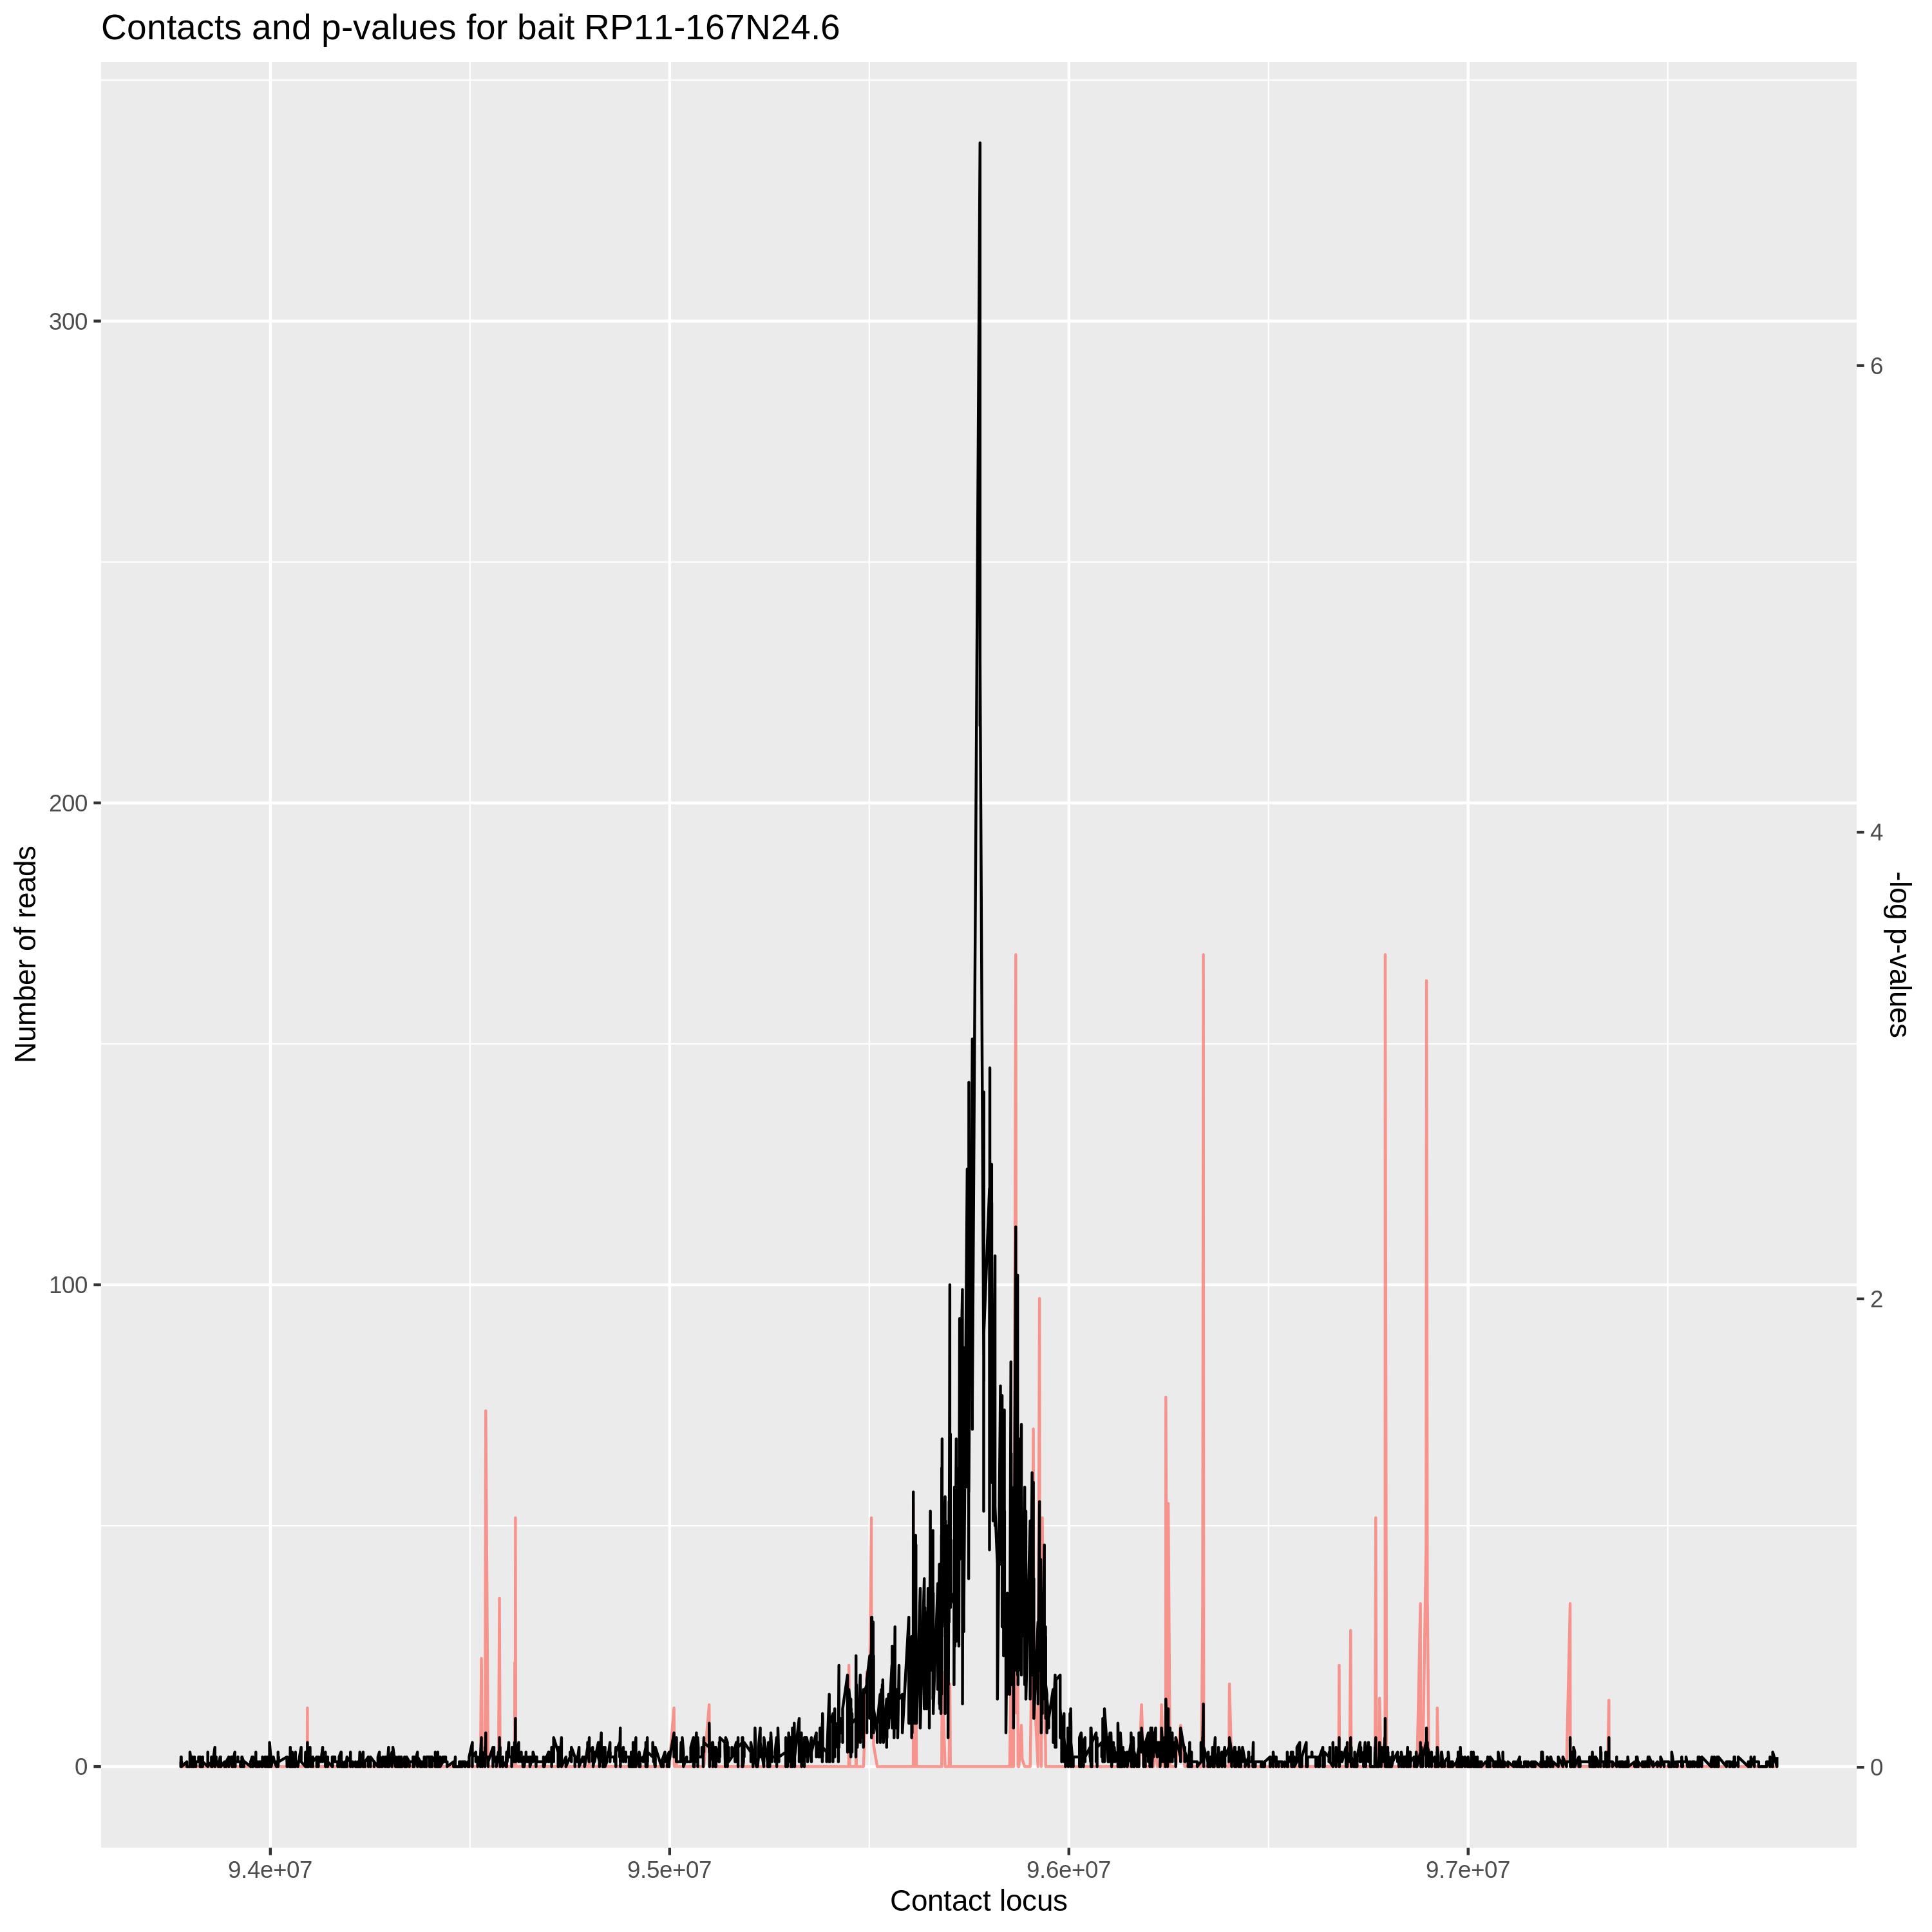 Contacts and p-values for bait RP11-167N24.6
Number of reads
300
200
100
0
6
4
2
0
-log p-values
9.4e+07 9.5e+07 9.6e+07 9.7e+07
Contact locus